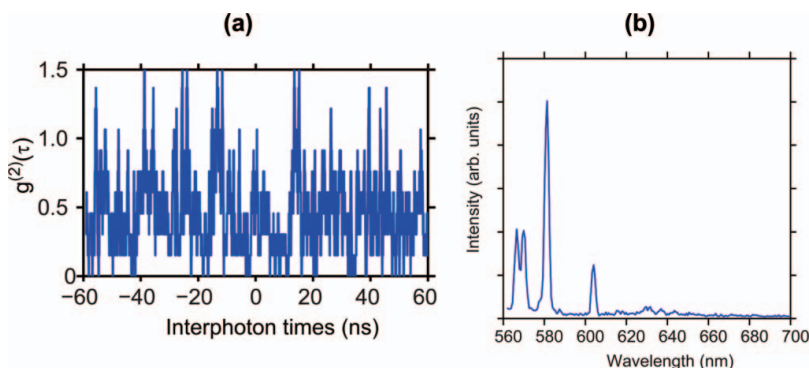 (a)
g(2)(τ)
1.5
1.0
0.5
0
−60 −40 −20 0 20 40 60
Interphoton times (ns)
(b)
Intensity (arb. units)
560 580 600 620 640 660 680 700
Wavelength (nm)